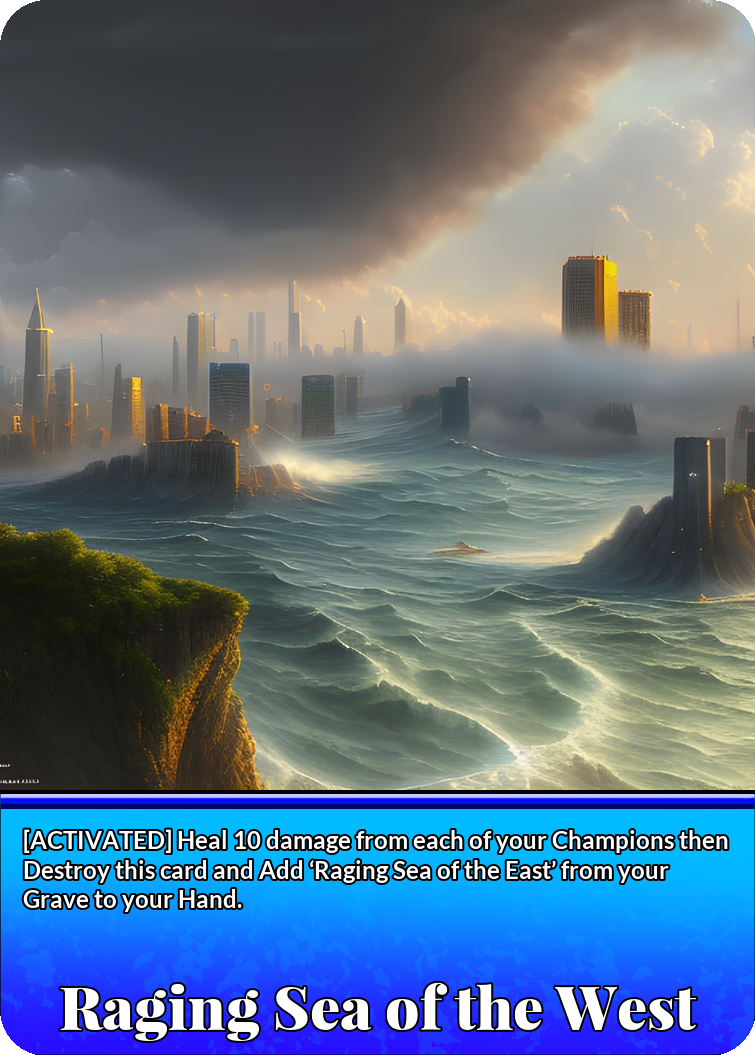 [ACTIVATED] Heal 10 damage from each of your Champions then
Destroy this card and Add ‘Raging Sea of the East’ from your
Grave to your Hand.
Raging Sea of the West